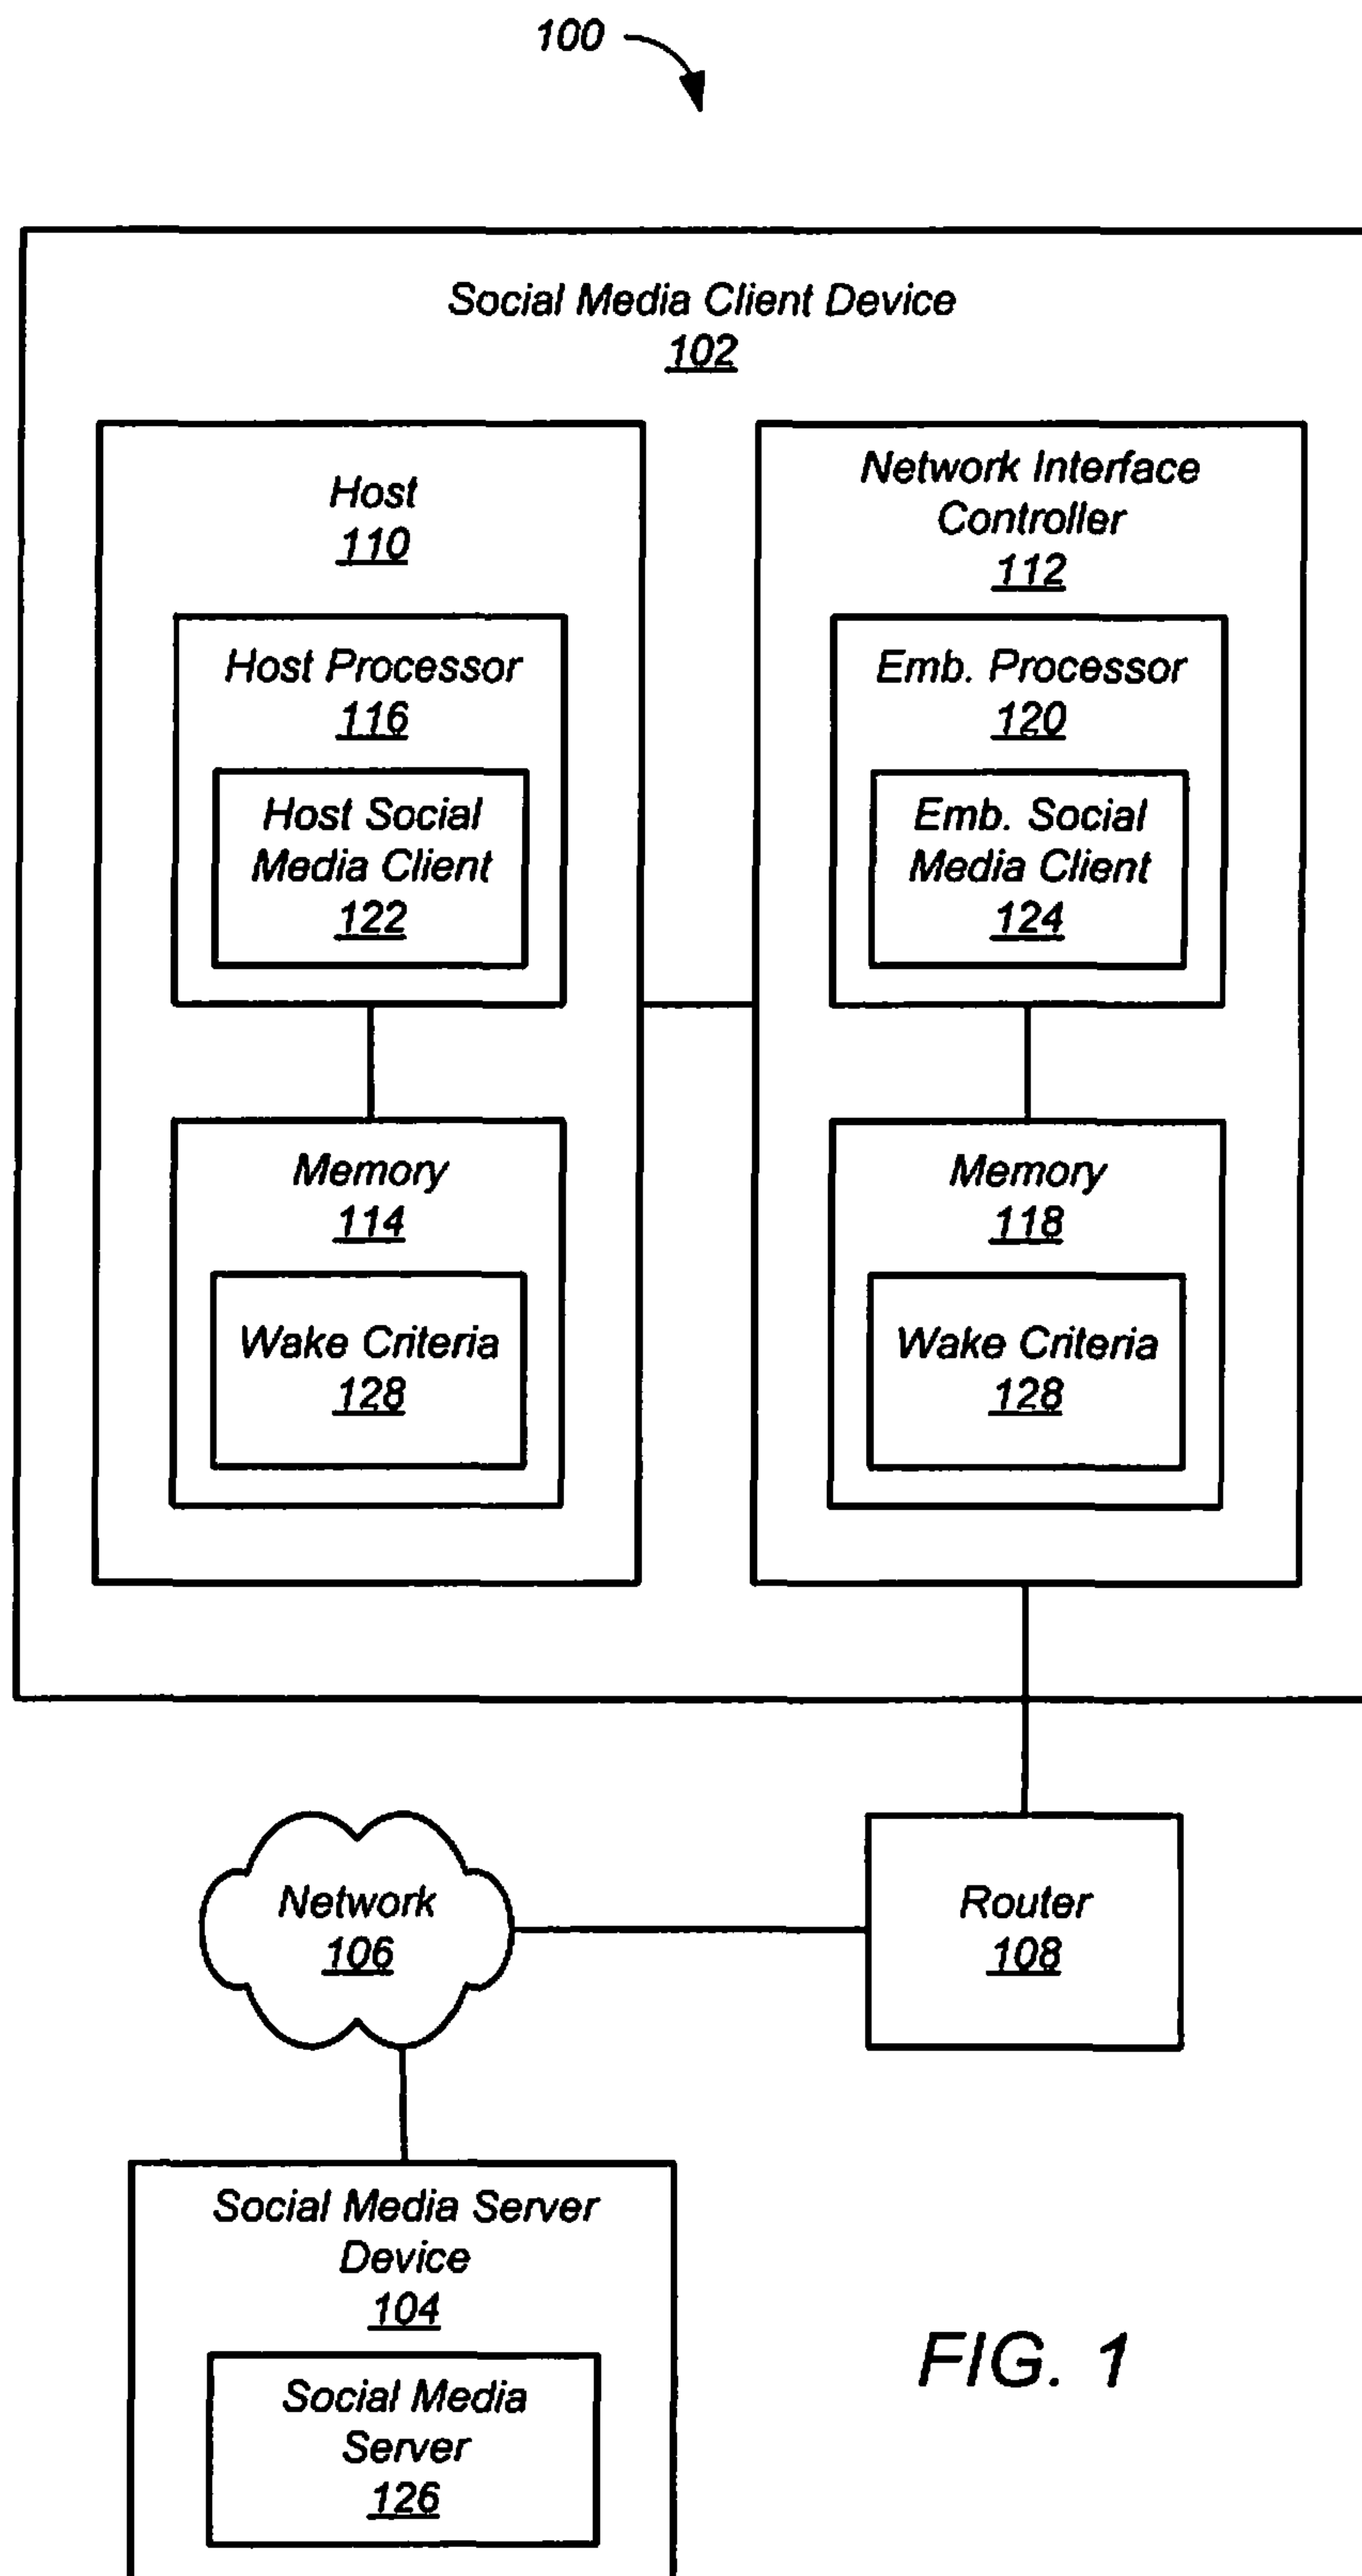 100
Social Media Client Device
102
Host
110
Host Processor
116
Host Social
Media Client
122
Memory
114
Wake Criteria
128
Network Interface
Controller
112
Emb. Processor
120
Emb. Social
Media Client
124
Memory
118
Wake Criteria
128
Network
106
Router
108
Social Media Server
Device
104
Social Media
Server
126
FIG. 1